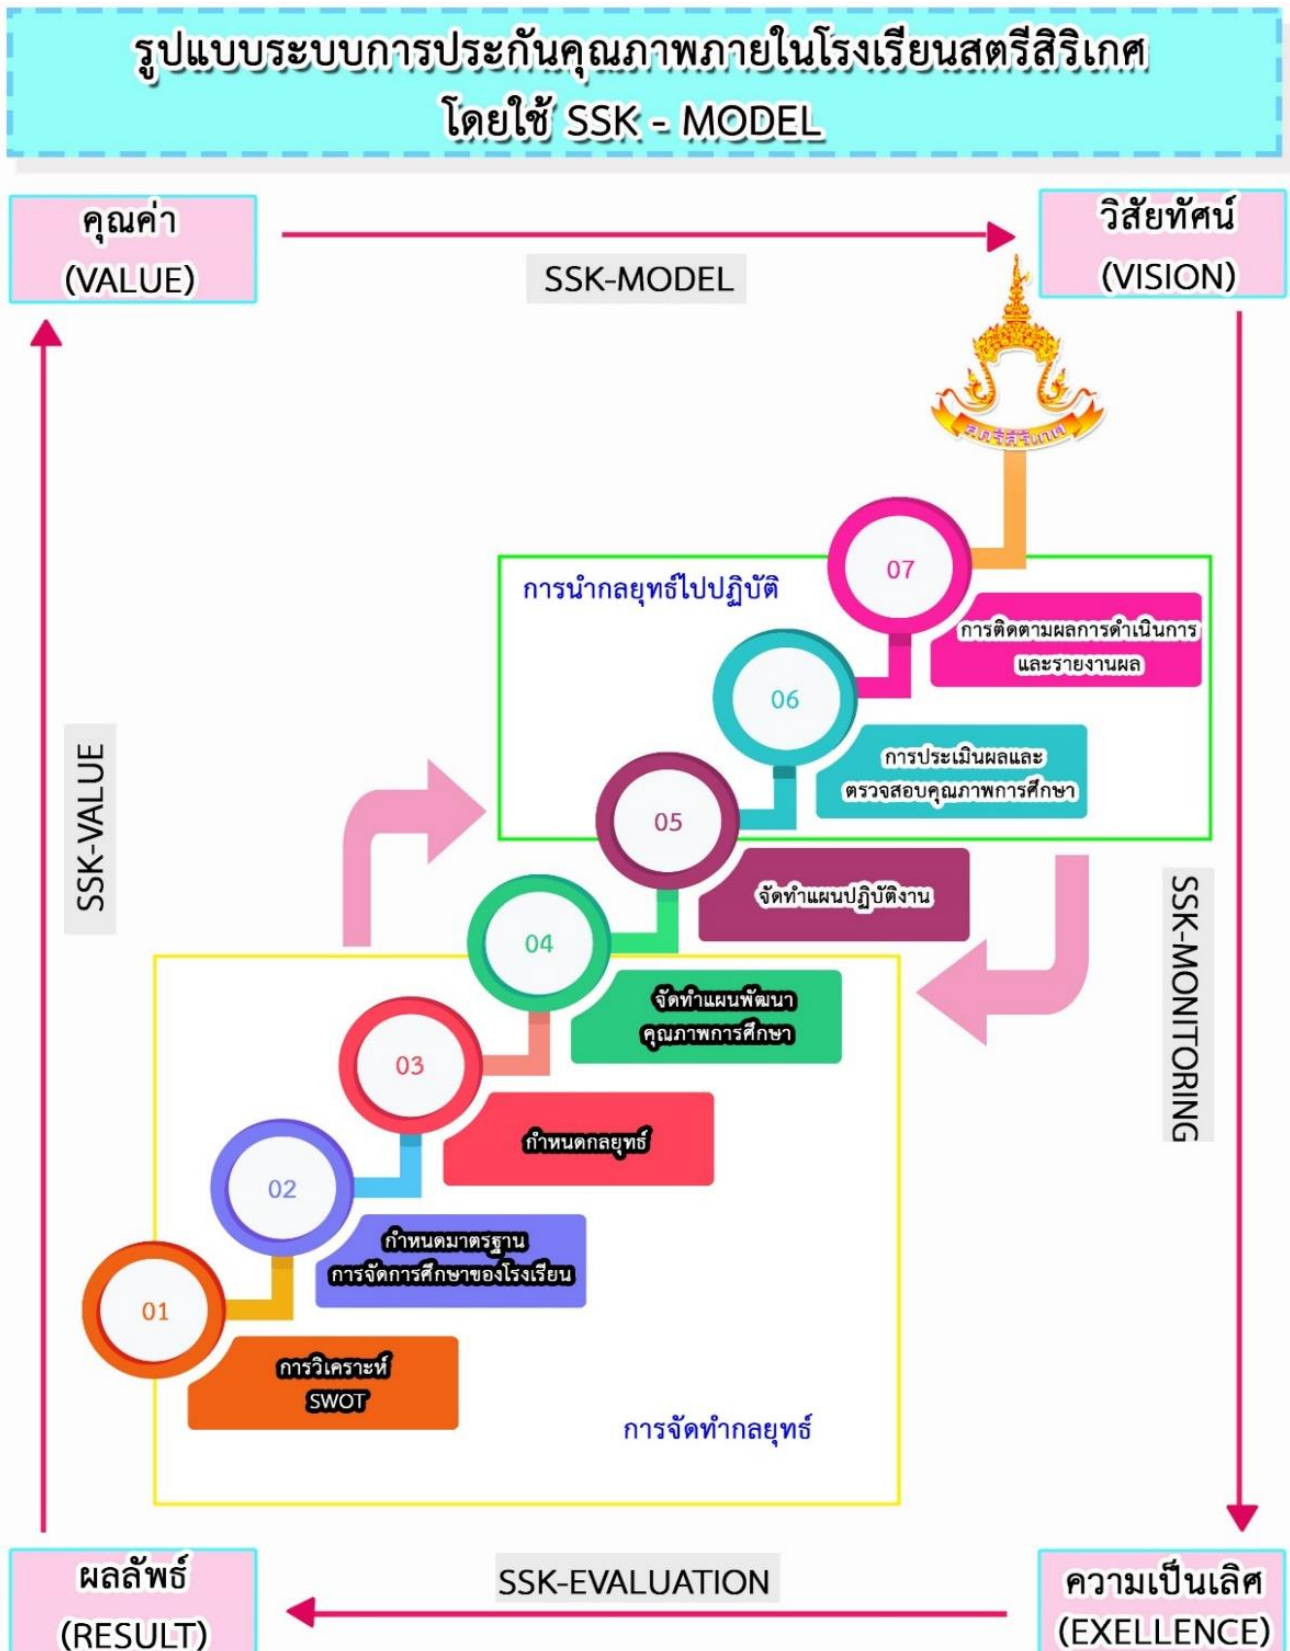 รูปแบบระบบการประกันคุณภาพภายในโรงเรียนสตรีสิริเกศ
โดยใช้ SSK - MODEL
คุณค่า
(VALUE)
SSK-MODEL
วิสัยทัศน์
(VISION)
สตรีสิริเกศ
07
การนำกลยุทธ์ไปปฏิบัติ
การติดตามผลการดำเนินการ
และรายงานผล
06
การประเมินผลและ
ตรวจสอบคุณภาพการศึกษา
05
จัดทำแผนปฏิบัติงาน
SSK-VALUE
SSK-MONITORING
04
จัดทำแผนพัฒนา
คุณภาพการศึกษา
03
กำหนดกลยุทธ์
02
กำหนดมาตรฐาน
การจัดการศึกษาของโรงเรียน
01
การวิเคราะห์
SWOT
การจัดทำกลยุทธ์
ผลลัพธ์
(RESULT)
SSK-EVALUATION
ความเป็นเลิศ
(EXELLENCE)